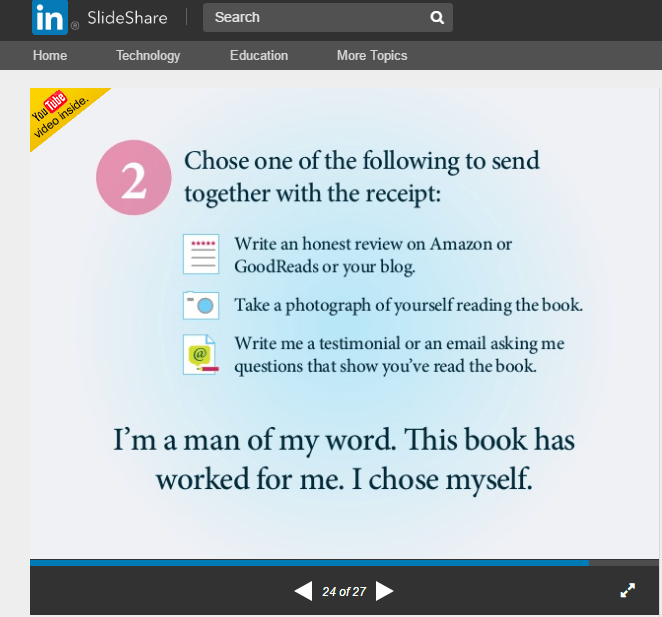 in ® SlideShare Search
Home Technology Education More Topics
YouTube
video inside.
2
Chose one of the following to send
together with the receipt:
Write an honest review on Amazon or
GoodReads or your blog.
Take a photograph of yourself reading the book.
@
Write me a testimonial or an email asking me
questions that show you’ve read the book.
I’m a man of my word. This book has
worked for me. I chose myself.
24 of 27